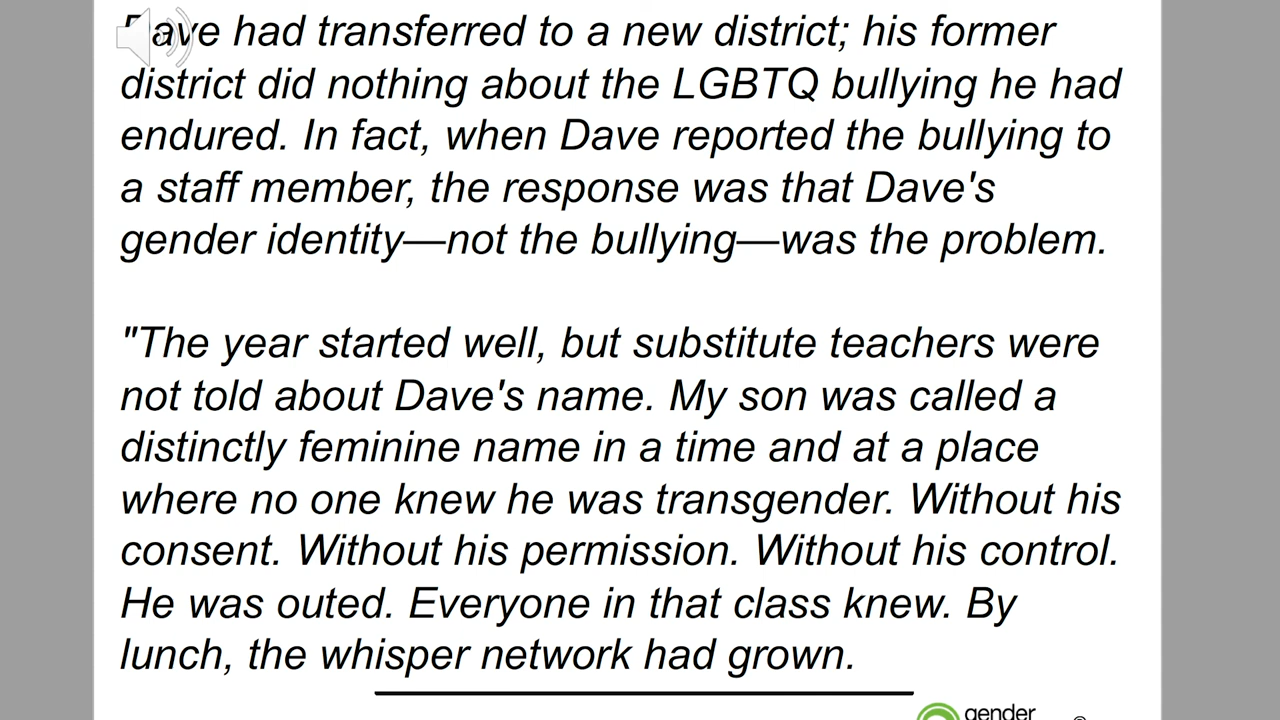 Dave had transferred to a new district; his former
district did nothing about the LGBTQ bullying he had
endured. In fact, when Dave reported the bullying to
a staff member, the response was that Dave's
gender identity—not the bullying—was the problem.
"The year started well, but substitute teachers were
not told about Dave's name. My son was called a
distinctly feminine name in a time and at a place
where no one knew he was transgender. Without his
consent. Without his permission. Without his control.
He was outed. Everyone in that class knew. By
lunch, the whisper network had grown.
gender